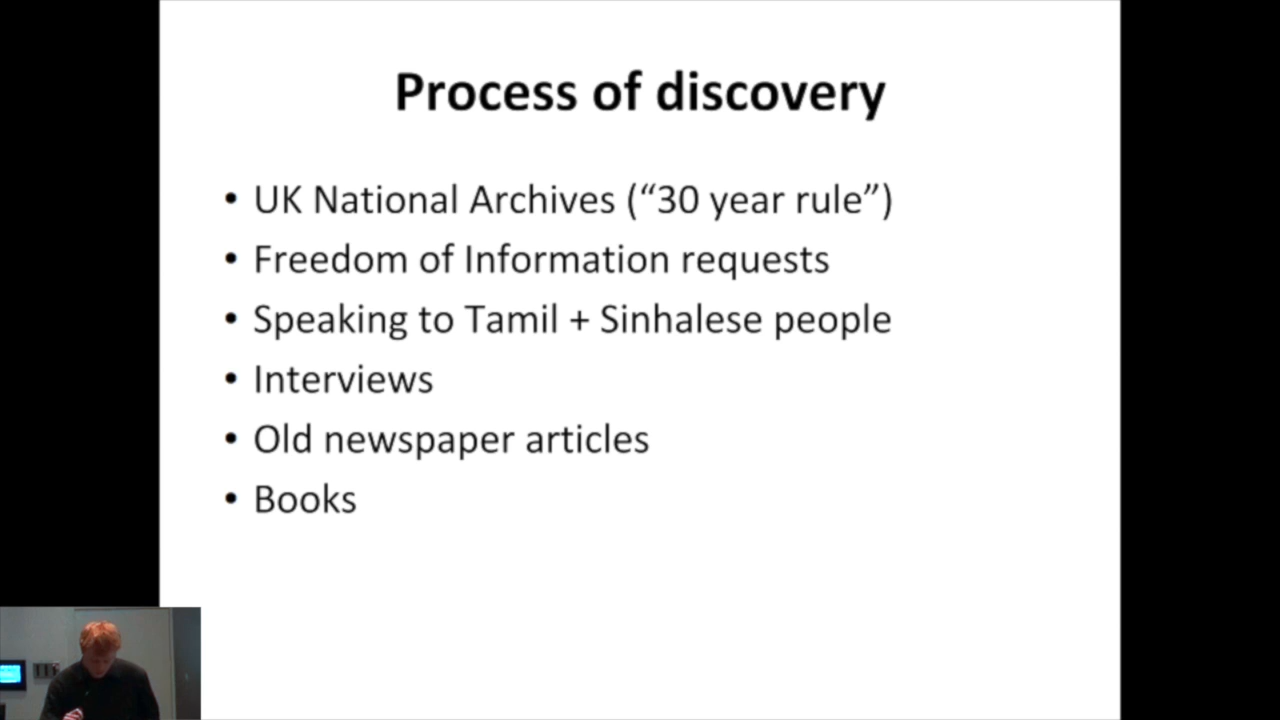 Process of discovery
• UK National Archives (“30 year rule”)
• Freedom of Information requests
• Speaking to Tamil + Sinhalese people
• Interviews
• Old newspaper articles
• Books